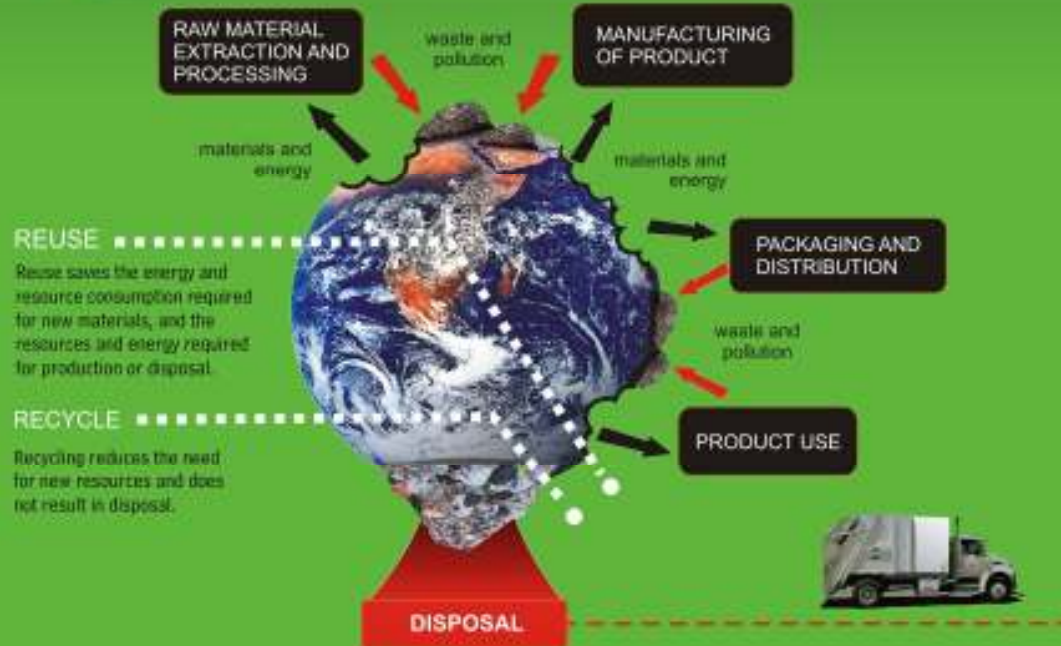 RAW MATERIAL
EXTRACTION AND
PROCESSING
waste and
pollution
MANUFACTURING
OF PRODUCT
materials and
energy
materials and
energy
REUSE
Reuse saves the energy and
resource consumption required
for new materials, and the
resources and energy required
for production or disposal.
PACKAGING AND
DISTRIBUTION
waste and
pollution
RECYCLE
Recycling reduces the need
for new resources and does
not result in disposal.
PRODUCT USE
DISPOSAL